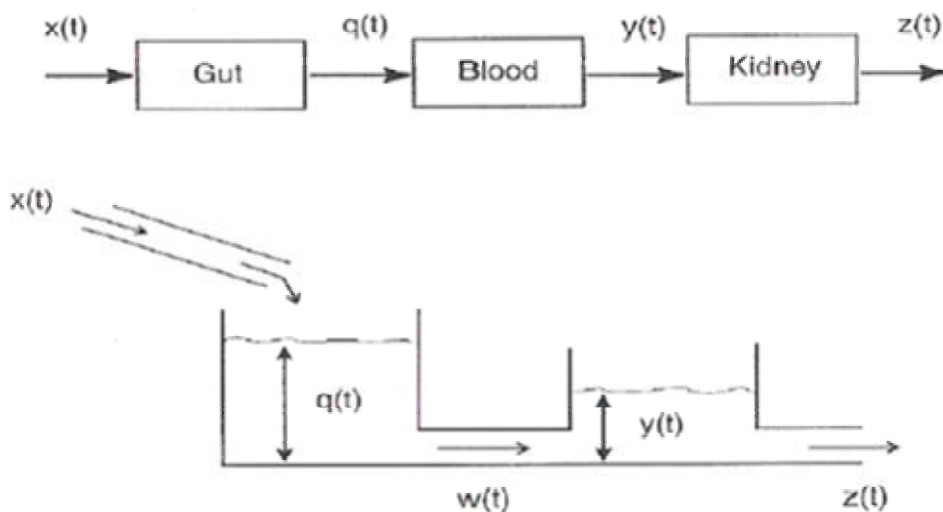 x(t) q(t) y(t) z(t)
Gut Blood Kidney
x(t)
q(t) y(t)
w(t) z(t)